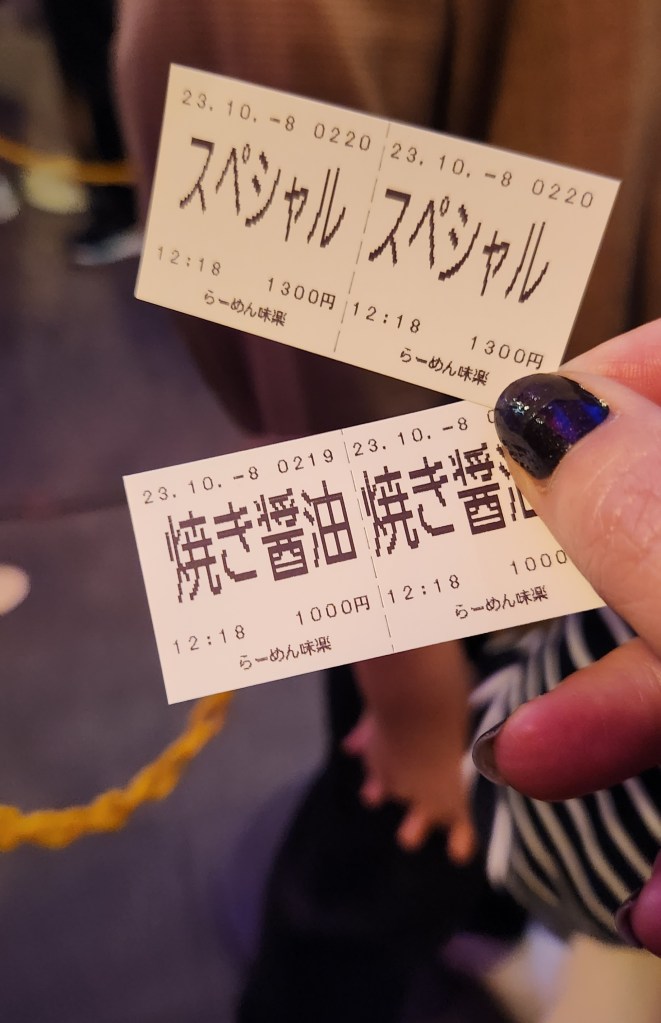 23.10.-8 0220
スペシャル
12:18 1300円
らーめん味楽
23.10.-8 0220
スペシャル
12:18 1300円
らーめん味楽
23.10.-8 0219
焼き醤油
12:18 1000円
らーめん味楽
23.10.-8
焼き醤
12:18 1000
らーめん味楽